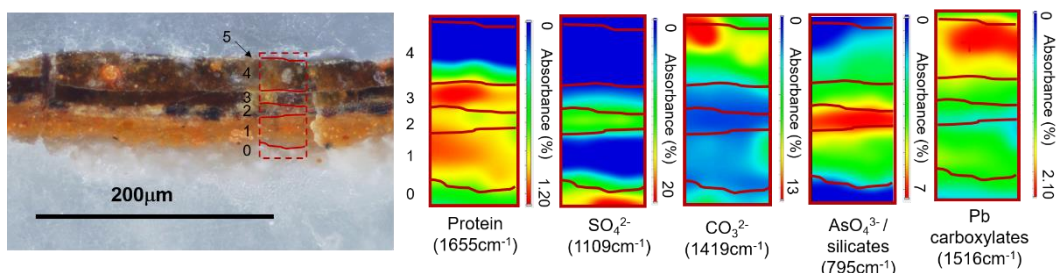 5
4
3
2
1
0
200μm
4
3
2
1
0
0
Absorbance (%)
1.20
Protein
(1655cm⁻¹)
0
Absorbance (%)
20
SO₄²⁻
(1109cm⁻¹)
0
Absorbance (%)
13
CO₃²⁻
(1419cm⁻¹)
0
Absorbance (%)
7
AsO₄³⁻/
silicates
(795cm⁻¹)
0
Absorbance (%)
2.10
Pb
carboxylates
(1516cm⁻¹)